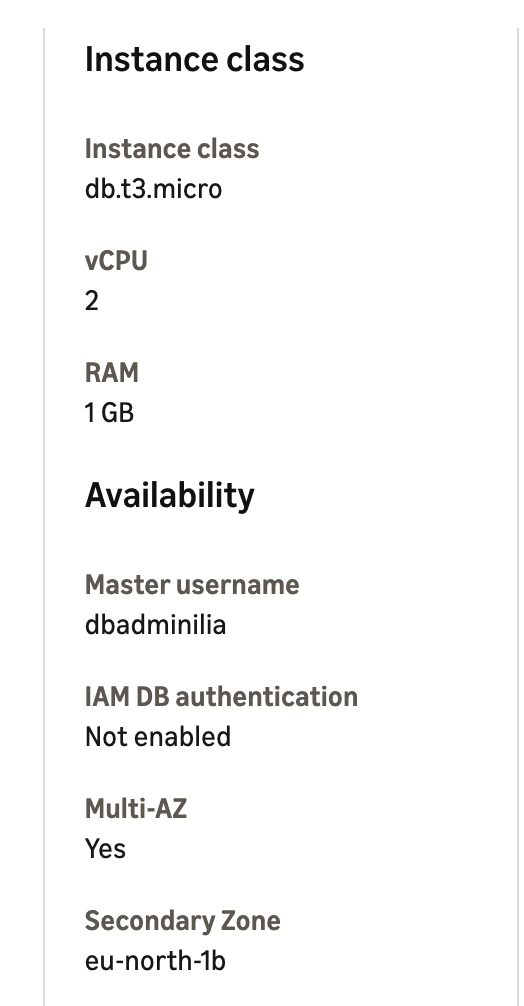 Instance class
Instance class
db.t3.micro
vCPU
2
RAM
1 GB
Availability
Master username
dbadminilia
IAM DB authentication
Not enabled
Multi-AZ
Yes
Secondary Zone
eu-north-1b